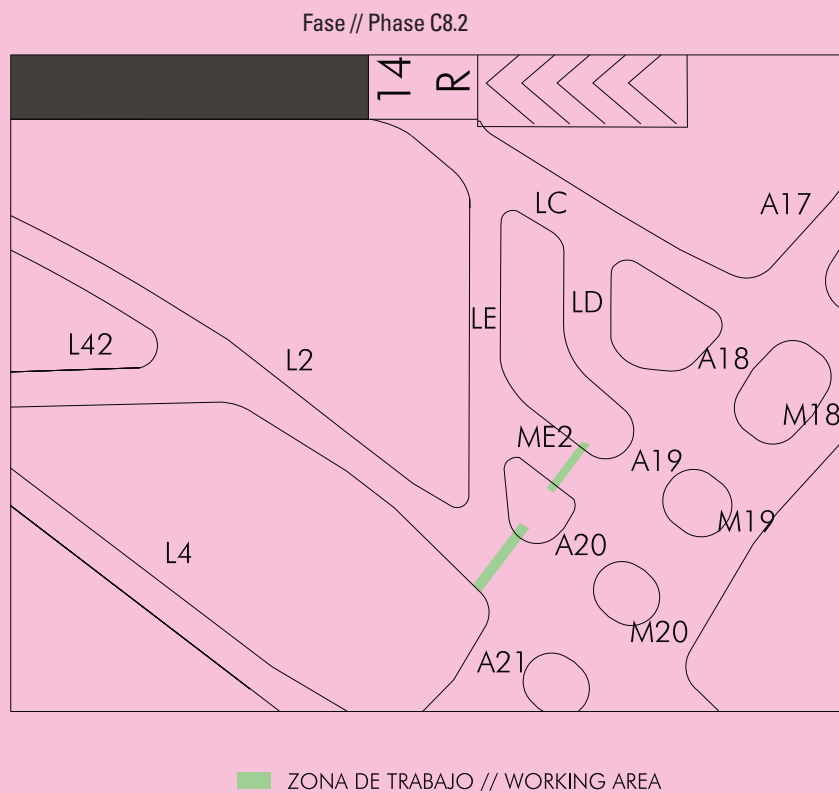 Fase // Phase C8.2
14
R
A17
LC
LE
LD
L42
L2
A18
M18
ME2
A19
M19
L4
A20
M20
A21
ZONA DE TRABAJO // WORKING AREA